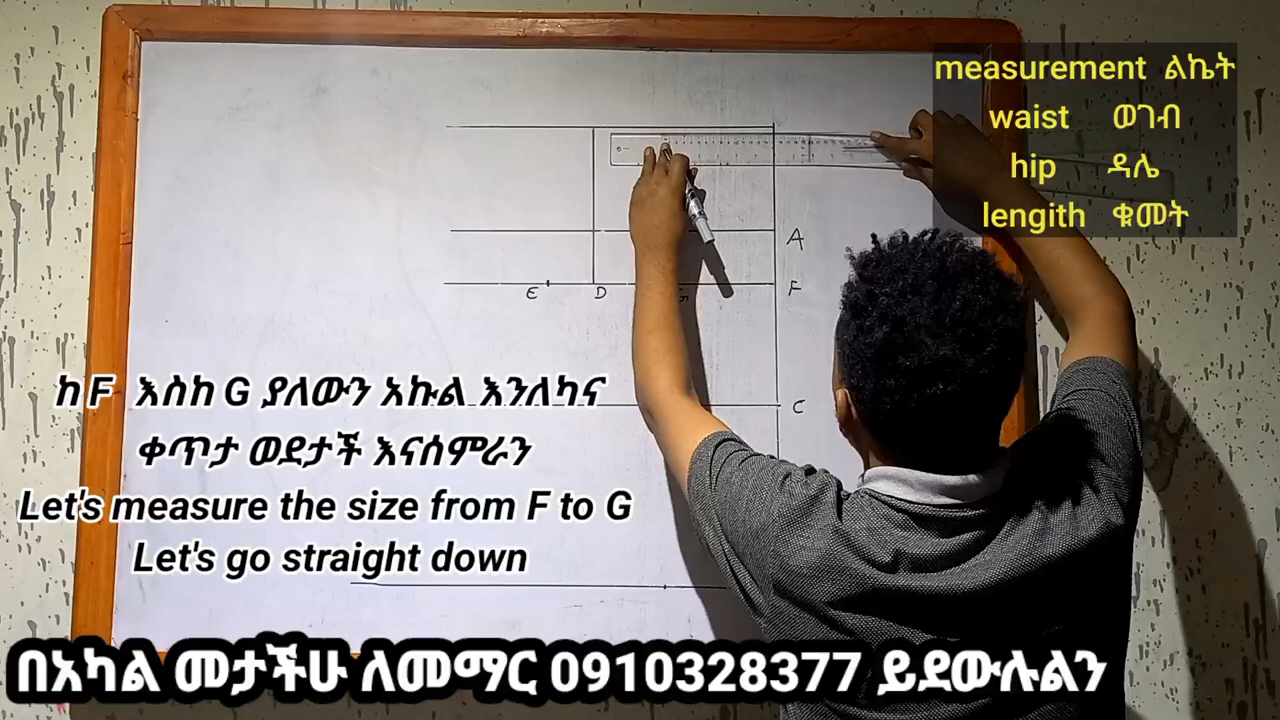 measurement ልኬት
waist ወገብ
hip ዳሌ
lengith ቁመት
A
E D G F
ከ F እስከ G ያለውን አኩል እንለካና
C
ቀጥታ ወደታች እናሰምራን
Let's measure the size from F to G
Let's go straight down
በአካል መታችሁ ለመማር 0910328377 ይደውሉልን